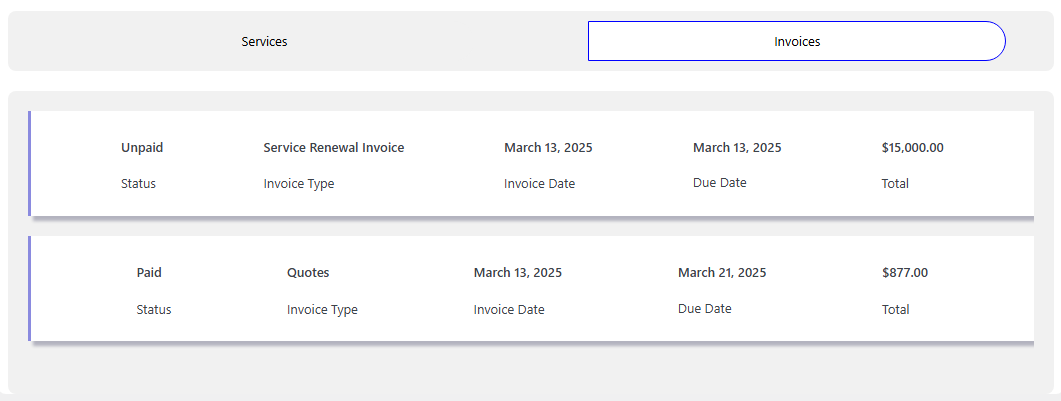 Services Invoices
Unpaid Service Renewal Invoice March 13, 2025 March 13, 2025 $15,000.00
Status Invoice Type Invoice Date Due Date Total
Paid Quotes March 13, 2025 March 21, 2025 $877.00
Status Invoice Type Invoice Date Due Date Total